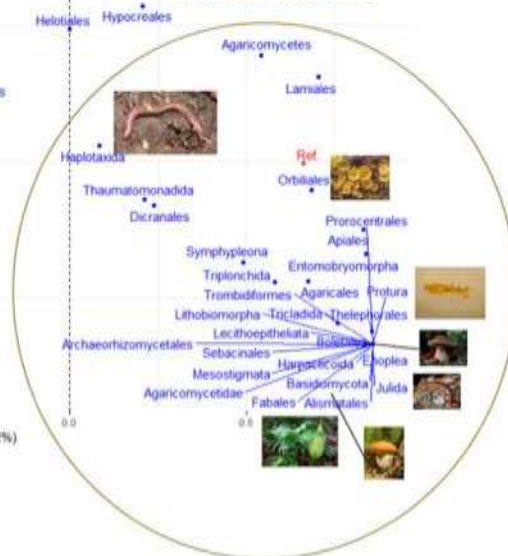 Helotiales
Hypocreales
Agaricomycetes
Lamiales
Haplotaxida
Ref.
Orbiliales
Thaumatomonadida
Dicranales
Prorocentrales
Apiales
Symphypleona
Entomobryomorpha
Triplonchida
Trombidiformes
Agaricales
Protura
Lithobiomorpha
Tricladida
Thelephorales
Lecithoepitheliata
Archaeorhizomycetales
Sebacinales
Harpacticoida
Enoplea
Mesostigmata
Basidiomycota
Julida
Agaricomycetidae
Fabales
Alismatales
0.0
0.5
%)